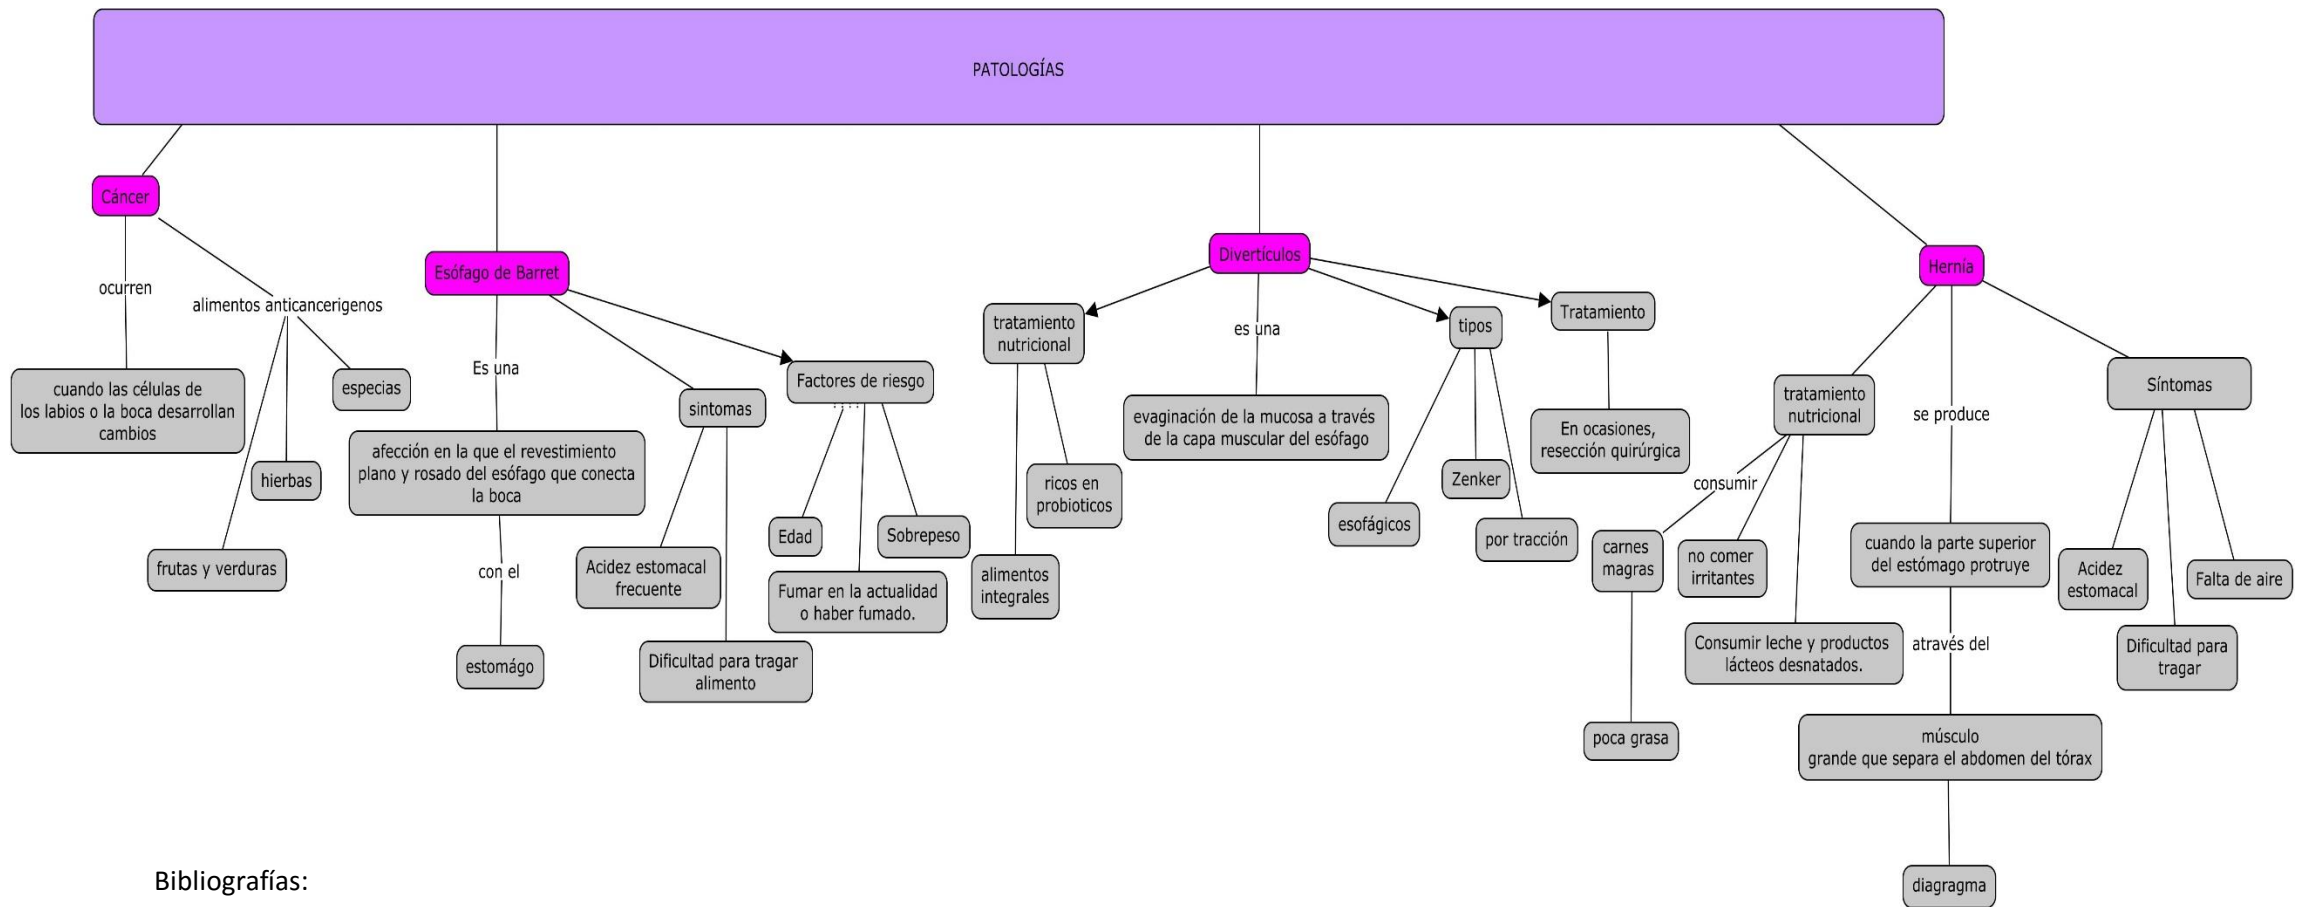 PATOLOGÍAS
Cáncer
ocurren
cuando las células de
los labios o la boca desarrollan
cambios
alimentos anticancerigenos
frutas y verduras
hierbas
especias
Esófago de Barret
Es una
afección en la que el revestimiento
plano y rosado del esófago que conecta
la boca
con el
estomágo
sintomas
Acidez estomacal
frecuente
Dificultad para tragar
alimento
Factores de riesgo
Edad
Fumar en la actualidad
o haber fumado.
Sobrepeso
Divertículos
tratamiento
nutricional
alimentos
integrales
ricos en
probioticos
es una
evaginación de la mucosa a través
de la capa muscular del esófago
tipos
esofágicos
Zenker
por tracción
Tratamiento
En ocasiones,
resección quirúrgica
Hernía
tratamiento
nutricional
consumir
carnes
magras
poca grasa
no comer
irritantes
Consumir leche y productos
lácteos desnatados.
se produce
cuando la parte superior
del estómago protruye
através del
músculo
grande que separa el abdomen del tórax
diagragma
Síntomas
Acidez
estomacal
Dificultad para
tragar
Falta de aire
Bibliografías: